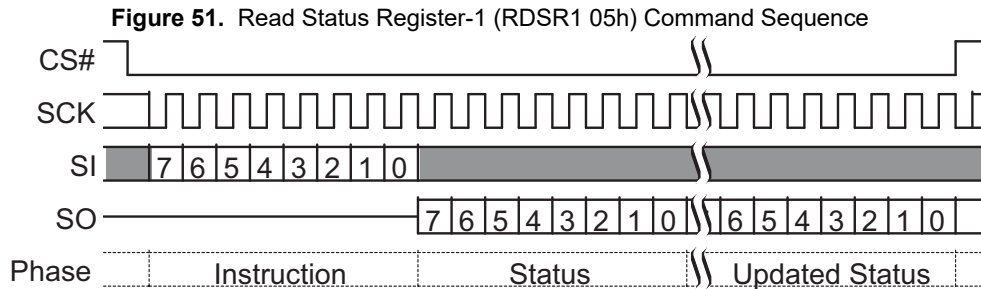 Figure 51. Read Status Register-1 (RDSR1 05h) Command Sequence
CS#
SCK
SI 7 6 5 4 3 2 1 0
SO 7 6 5 4 3 2 1 0 6 5 4 3 2 1 0
Phase Instruction Status Updated Status